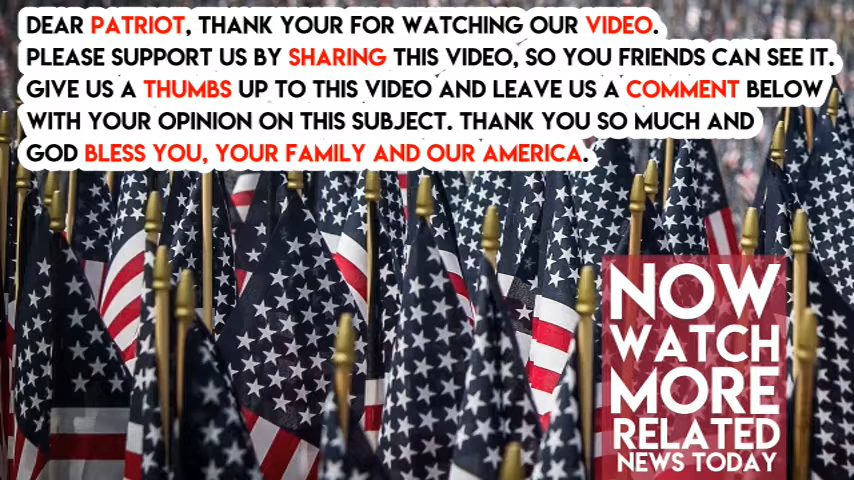 DEAR PATRIOT, THANK YOUR FOR WATCHING OUR VIDEO.
PLEASE SUPPORT US BY SHARING THIS VIDEO, SO YOU FRIENDS CAN SEE IT.
GIVE US A THUMBS UP TO THIS VIDEO AND LEAVE US A COMMENT BELOW
WITH YOUR OPINION ON THIS SUBJECT. THANK YOU SO MUCH AND
GOD BLESS YOU, YOUR FAMILY AND OUR AMERICA.
NOW
WATCH
MORE
RELATED
NEWS TODAY